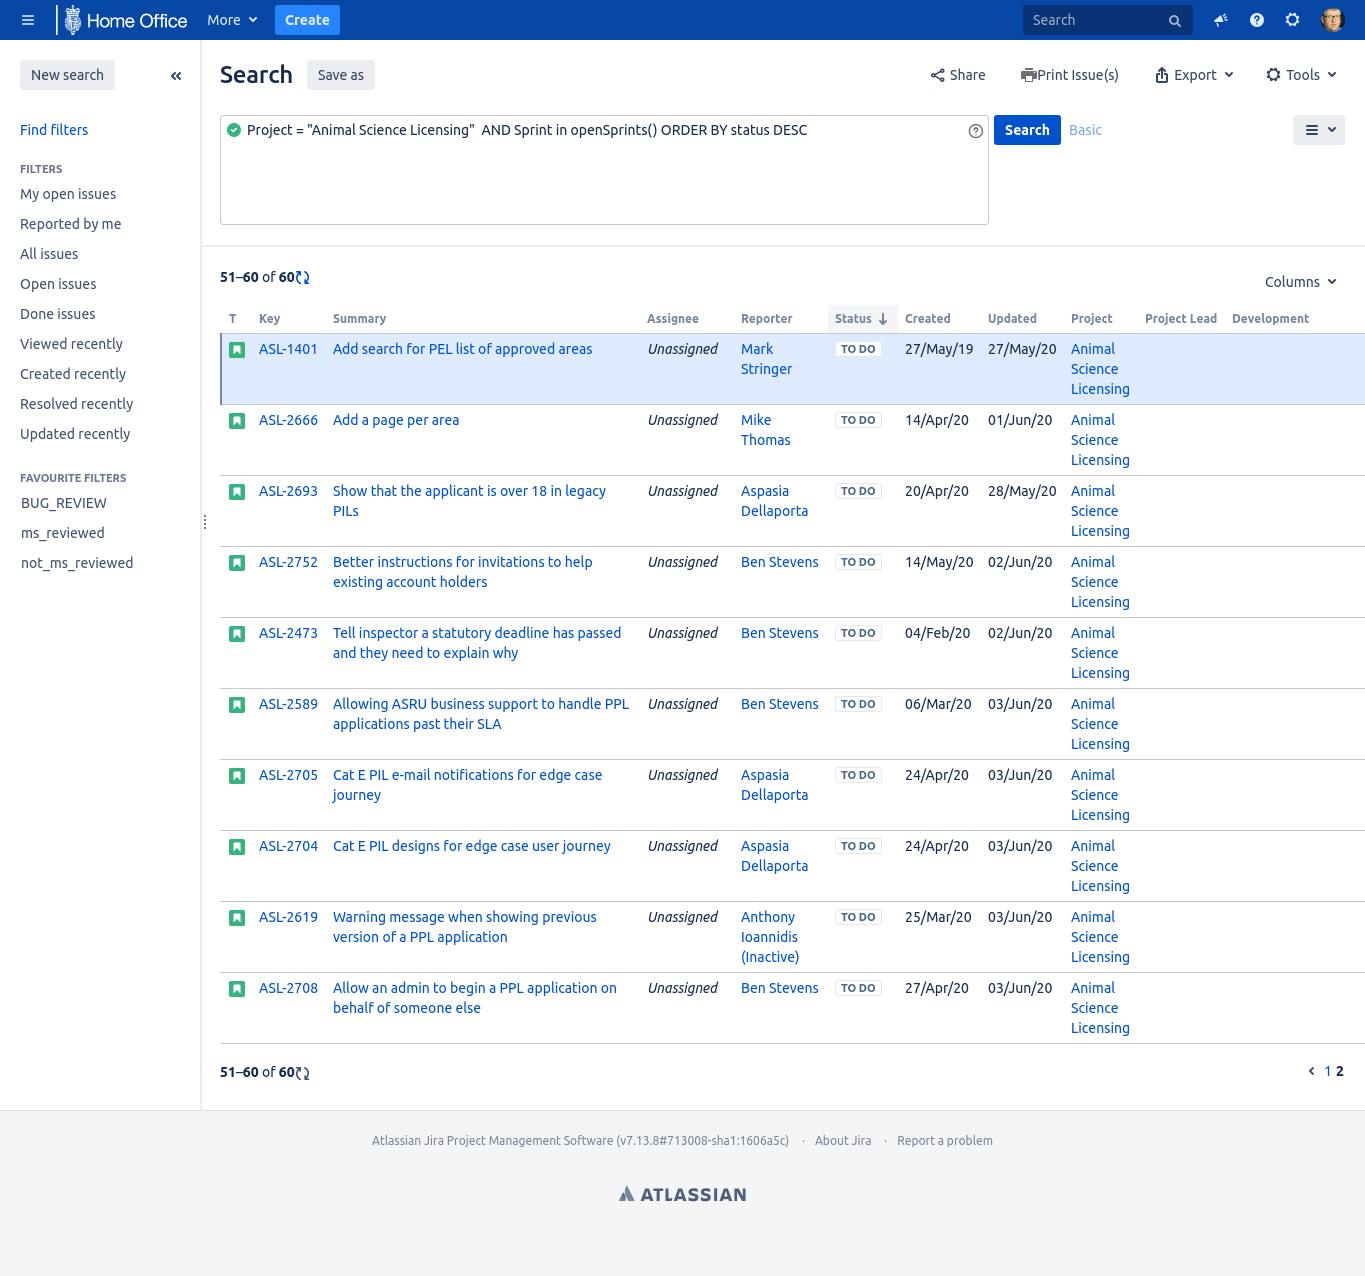 Home Office More Create Search
New search
Search Save as Share Print Issue(s) Export Tools
Find filters
FILTERS
My open issues
Reported by me
All issues
Open issues
Done issues
Viewed recently
Created recently
Resolved recently
Updated recently
FAVOURITE FILTERS
BUG_REVIEW
ms_reviewed
not_ms_reviewed
Project = "Animal Science Licensing"  AND Sprint in openSprints() ORDER BY status DESC
Search Basic
51–60 of 60
Columns
T Key Summary Assignee Reporter Status Created Updated Project Project Lead Development
ASL-1401 Add search for PEL list of approved areas Unassigned Mark TO DO 27/May/19 27/May/20 Animal
Stringer Science
Licensing
ASL-2666 Add a page per area Unassigned Mike TO DO 14/Apr/20 01/Jun/20 Animal
Thomas Science
Licensing
ASL-2693 Show that the applicant is over 18 in legacy Unassigned Aspasia TO DO 20/Apr/20 28/May/20 Animal
PILs Dellaporta Science
Licensing
ASL-2752 Better instructions for invitations to help Unassigned Ben Stevens TO DO 14/May/20 02/Jun/20 Animal
existing account holders Science
Licensing
ASL-2473 Tell inspector a statutory deadline has passed Unassigned Ben Stevens TO DO 04/Feb/20 02/Jun/20 Animal
and they need to explain why Science
Licensing
ASL-2589 Allowing ASRU business support to handle PPL Unassigned Ben Stevens TO DO 06/Mar/20 03/Jun/20 Animal
applications past their SLA Science
Licensing
ASL-2705 Cat E PIL e-mail notifications for edge case Unassigned Aspasia TO DO 24/Apr/20 03/Jun/20 Animal
journey Dellaporta Science
Licensing
ASL-2704 Cat E PIL designs for edge case user journey Unassigned Aspasia TO DO 24/Apr/20 03/Jun/20 Animal
Dellaporta Science
Licensing
ASL-2619 Warning message when showing previous Unassigned Anthony TO DO 25/Mar/20 03/Jun/20 Animal
version of a PPL application Ioannidis Science
(Inactive) Licensing
ASL-2708 Allow an admin to begin a PPL application on Unassigned Ben Stevens TO DO 27/Apr/20 03/Jun/20 Animal
behalf of someone else Science
Licensing
51–60 of 60 1 2
Atlassian Jira Project Management Software (v7.13.8#713008-sha1:1606a5c) · About Jira · Report a problem
ATLASSIAN